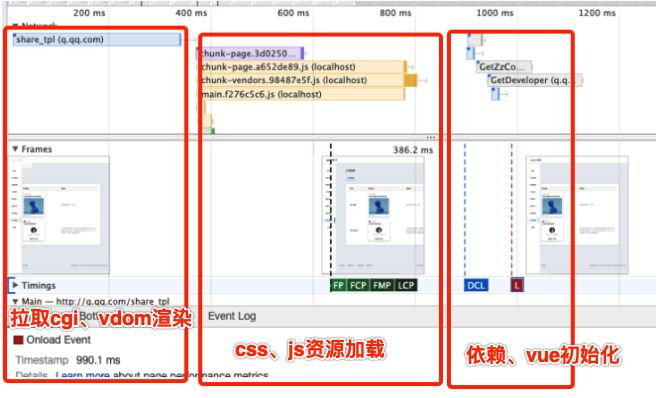 200 ms
400 ms
600 ms
800 ms
1000 ms
1200 ms
Network
share_tpl (q.qq.com)
chunk-page.3d0250...
chunk-page.a652de89.js (localhost)
chunk-vendors.98487e5f.js (localhost)
main.f276c5c6.js (localhost)
GetZzCo...
GetDeveloper (q.q...
Frames
386.2 ms
Timings
FP FCP FMP LCP
DCL
L
Main — http://q.qq.com/share_tpl
Event Log
拉取cgi、vdom渲染
css、js资源加载
依赖、vue初始化
Onload Event
Timestamp 990.1 ms
Details Learn more about page performance metrics